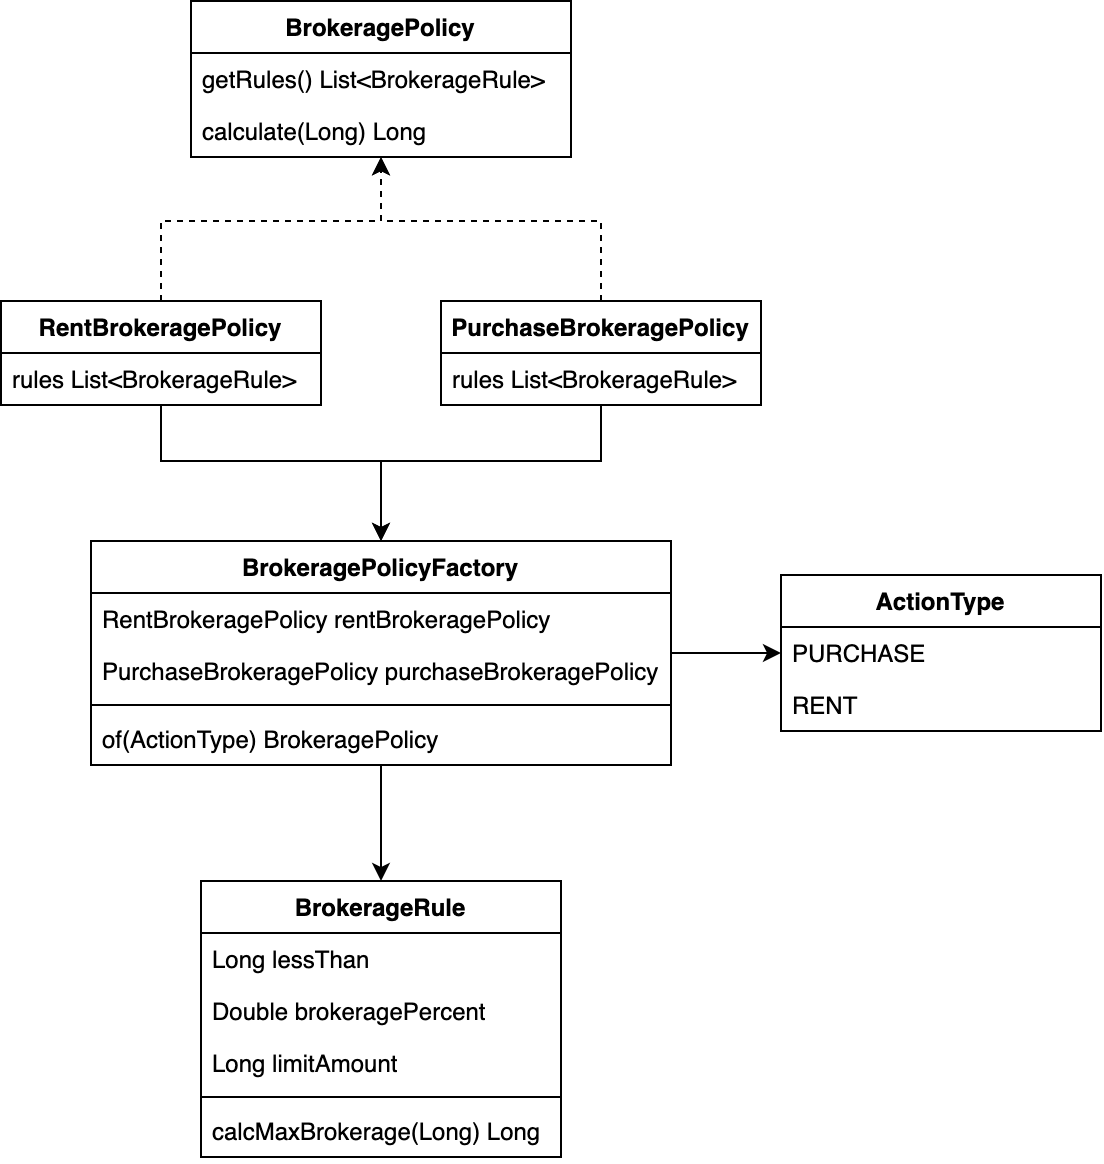 BrokeragePolicy
getRules() List<BrokerageRule>
calculate(Long) Long
RentBrokeragePolicy
rules List<BrokerageRule>
PurchaseBrokeragePolicy
rules List<BrokerageRule>
BrokeragePolicyFactory
RentBrokeragePolicy rentBrokeragePolicy
PurchaseBrokeragePolicy purchaseBrokeragePolicy
of(ActionType) BrokeragePolicy
ActionType
PURCHASE
RENT
BrokerageRule
Long lessThan
Double brokeragePercent
Long limitAmount
calcMaxBrokerage(Long) Long